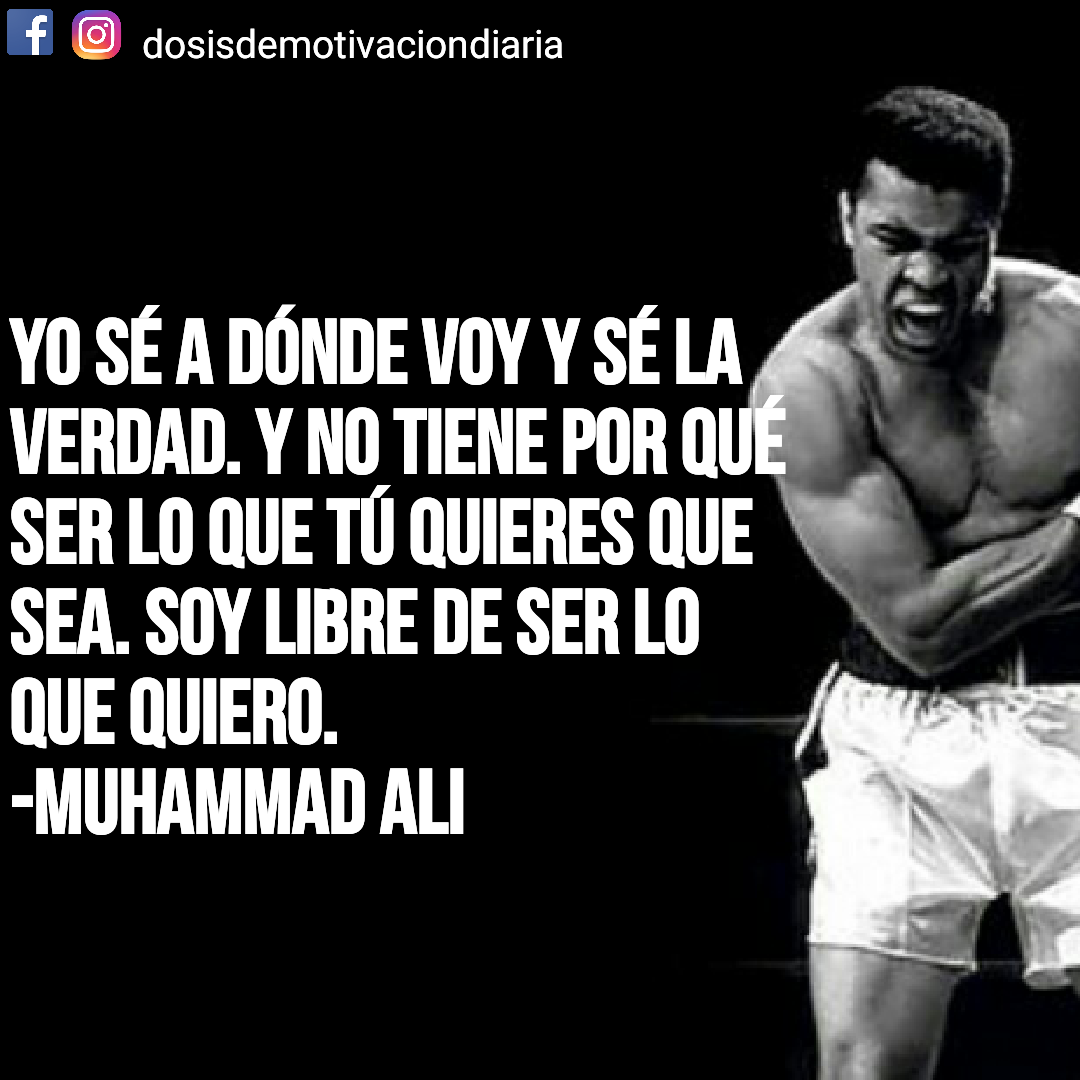 dosisdemotivaciondiaria
YO SÉ A DÓNDE VOY Y SÉ LA
VERDAD. Y NO TIENE POR QUÉ
SER LO QUE TÚ QUIERES QUE
SEA. SOY LIBRE DE SER LO
QUE QUIERO.
-MUHAMMAD ALI